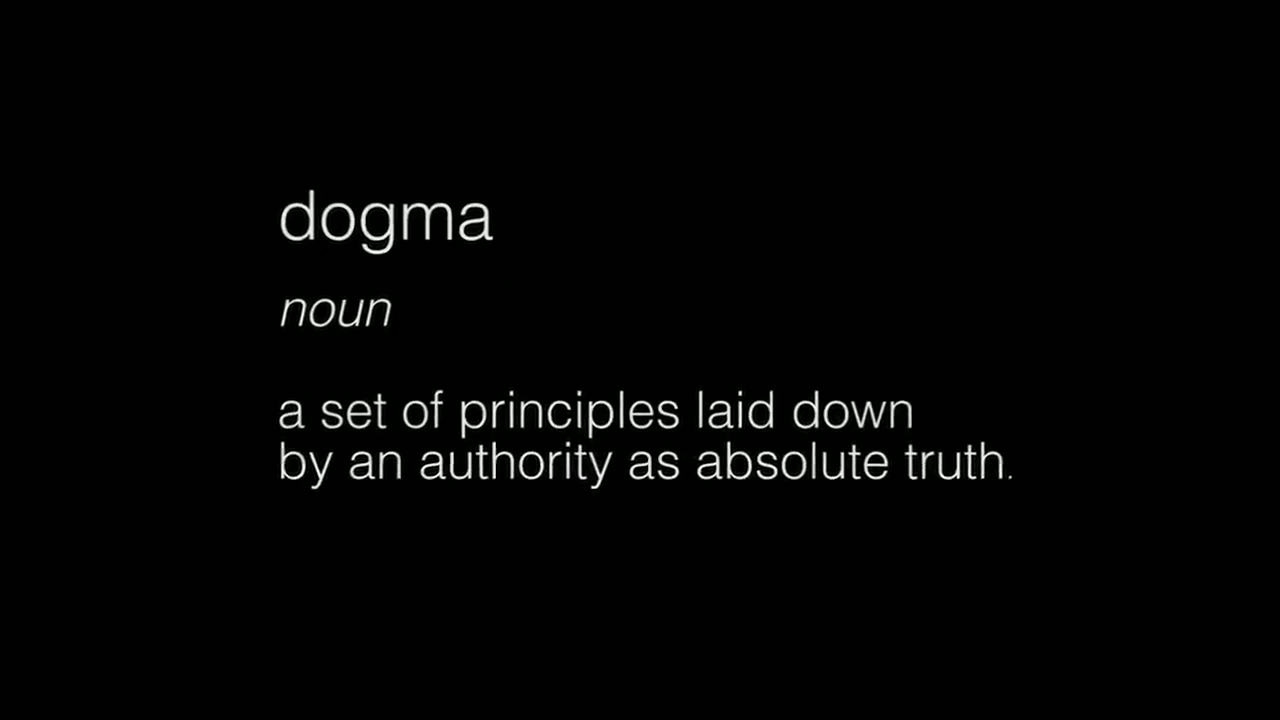 dogma
noun
a set of principles laid down
by an authority as absolute truth.